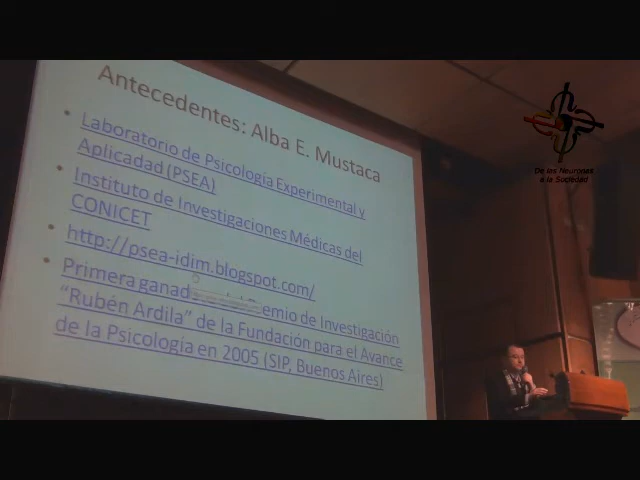 Antecedentes: Alba E. Mustaca
• Laboratorio de Psicología Experimental y
Aplicadad (PSEA)
• Instituto de Investigaciones Médicas del
CONICET
• http://psea-idim.blogspot.com/
• Primera Premio de Investigación
"Rubén Ardila" de la Fundación para el Avance
de la Psicología en 2005 (SIP, Buenos Aires)
De las Neuronas
a la Sociedad